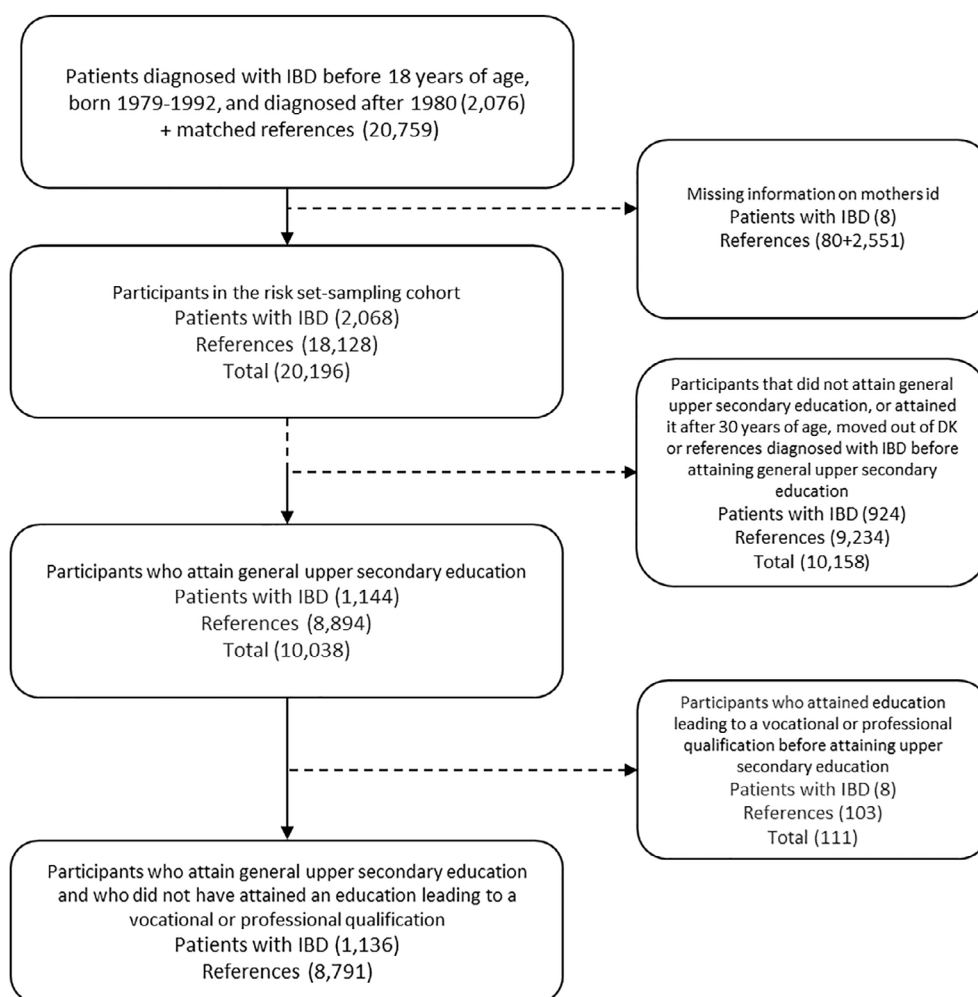 Patients diagnosed with IBD before 18 years of age,
born 1979-1992, and diagnosed after 1980 (2,076)
+ matched references (20,759)
Missing information on mothers id
Patients with IBD (8)
References (80+2,551)
Participants in the risk set-sampling cohort
Patients with IBD (2,068)
References (18,128)
Total (20,196)
Participants that did not attain general
upper secondary education, or attained
it after 30 years of age, moved out of DK
or references diagnosed with IBD before
attaining general upper secondary
education
Patients with IBD (924)
References (9,234)
Total (10,158)
Participants who attain general upper secondary education
Patients with IBD (1,144)
References (8,894)
Total (10,038)
Participants who attained education
leading to a vocational or professional
qualification before attaining upper
secondary education
Patients with IBD (8)
References (103)
Total (111)
Participants who attain general upper secondary education
and who did not have attained an education leading to a
vocational or professional qualification
Patients with IBD (1,136)
References (8,791)